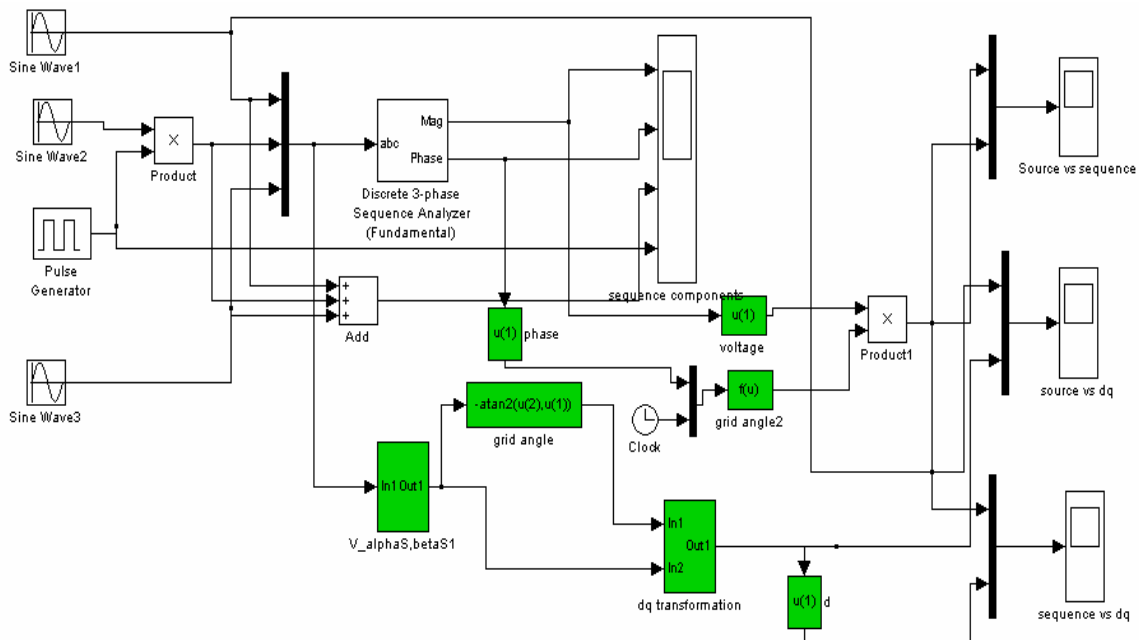 Sine Wave1
Sine Wave2
×
Product
Pulse
Generator
Sine Wave3
abc
Mag
Phase
Discrete 3-phase
Sequence Analyzer
(Fundamental)
+
+
+
Add
sequence components
u(1)
phase
u(1)
voltage
×
Product1
Source vs sequence
source vs dq
-atan2(u(2),u(1))
grid angle
Clock
f(u)
grid angle2
In1 Out1
V_alphaS,betaS1
In1
Out1
In2
dq transformation
u(1)
d
sequence vs dq